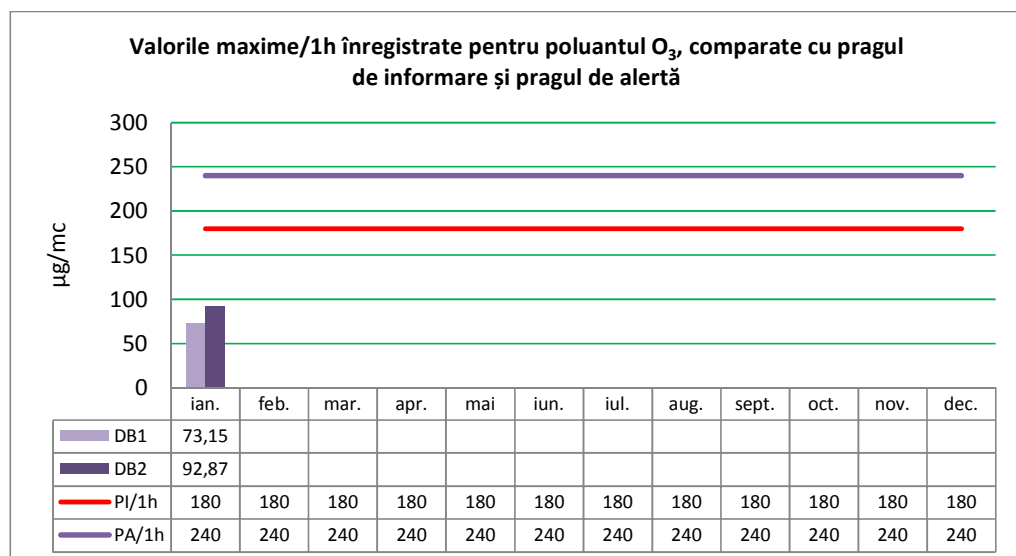 Valorile maxime/1h înregistrate pentru poluantul O₃, comparate cu pragul
de informare și pragul de alertă
300
250
200
150
100
50
0
µg/mc
ian. feb. mar. apr. mai iun. iul. aug. sept. oct. nov. dec.
DB1 73,15
DB2 92,87
PI/1h 180 180 180 180 180 180 180 180 180 180 180 180
PA/1h 240 240 240 240 240 240 240 240 240 240 240 240